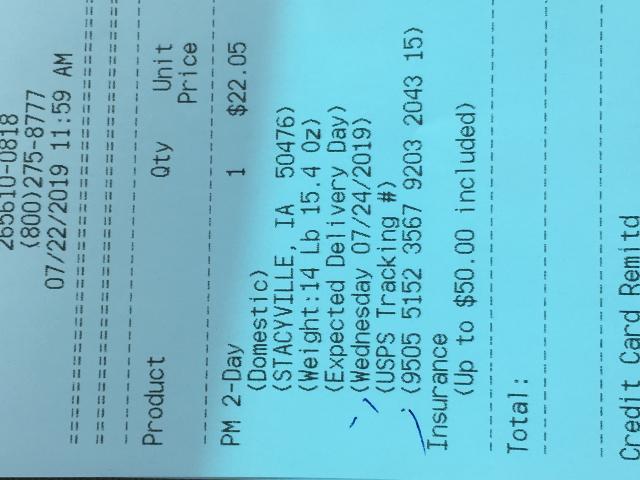 265610-0818
(800)275-8777
07/22/2019 11:59 AM
Product Qty Unit Price
PM 2-Day 1 $22.05
(Domestic)
(STACYVILLE, IA 50476)
(Weight:14 Lb 15.4 Oz)
(Expected Delivery Day)
(Wednesday 07/24/2019)
(USPS Tracking #)
(9505 5152 3567 9203 2043 15)
Insurance
(Up to $50.00 included)
Total:
Credit Card Remitd